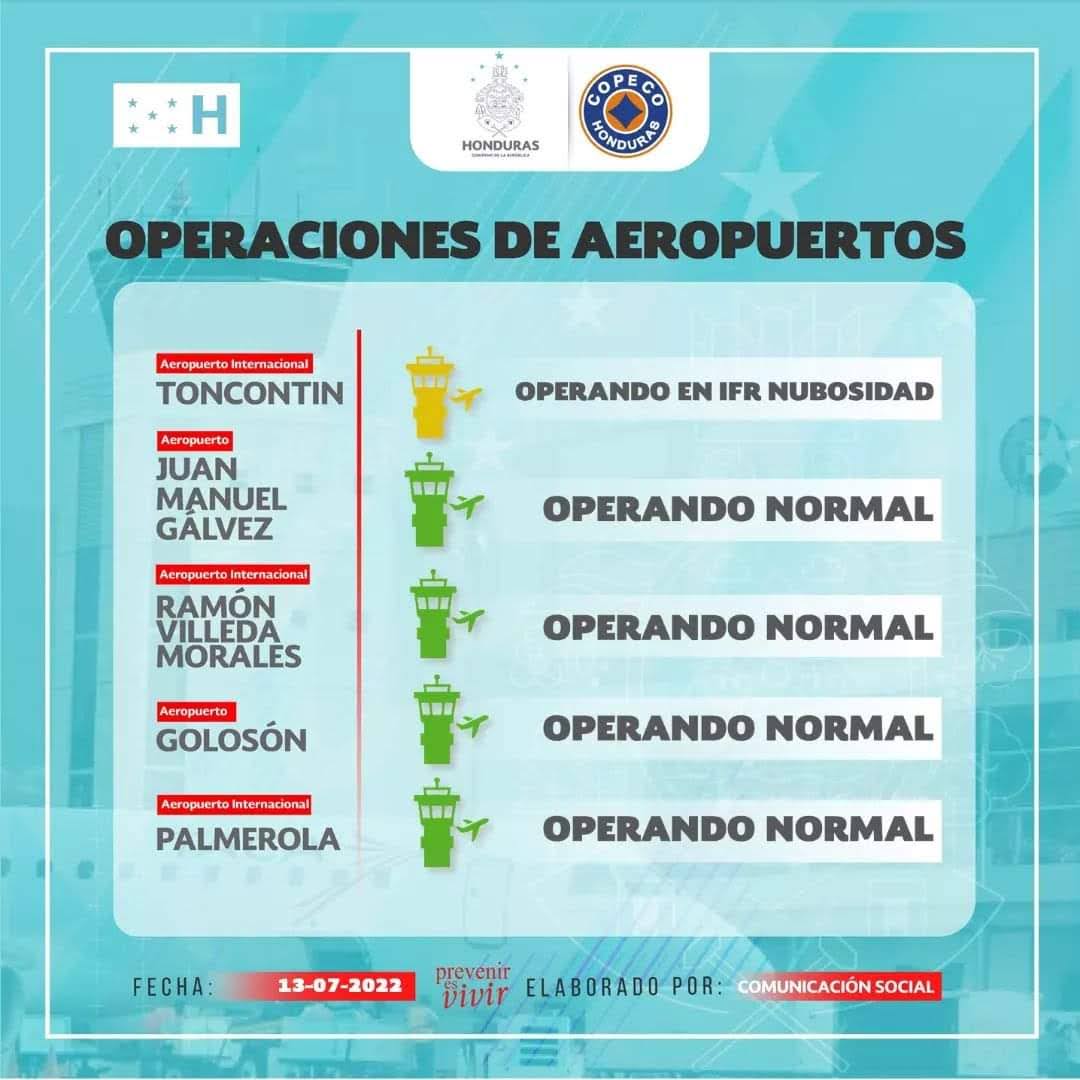 H
HONDURAS
GOBIERNO DE LA REPÚBLICA
COPECO
HONDURAS
OPERACIONES DE AEROPUERTOS
Aeropuerto Internacional
TONCONTIN
OPERANDO EN IFR NUBOSIDAD
Aeropuerto
JUAN
MANUEL
GÁLVEZ
OPERANDO NORMAL
Aeropuerto Internacional
RAMÓN
VILLEDA
MORALES
OPERANDO NORMAL
Aeropuerto
GOLOSÓN
OPERANDO NORMAL
Aeropuerto Internacional
PALMEROLA
OPERANDO NORMAL
FECHA: 13-07-2022
prevenir
es
vivir
ELABORADO POR: COMUNICACIÓN SOCIAL